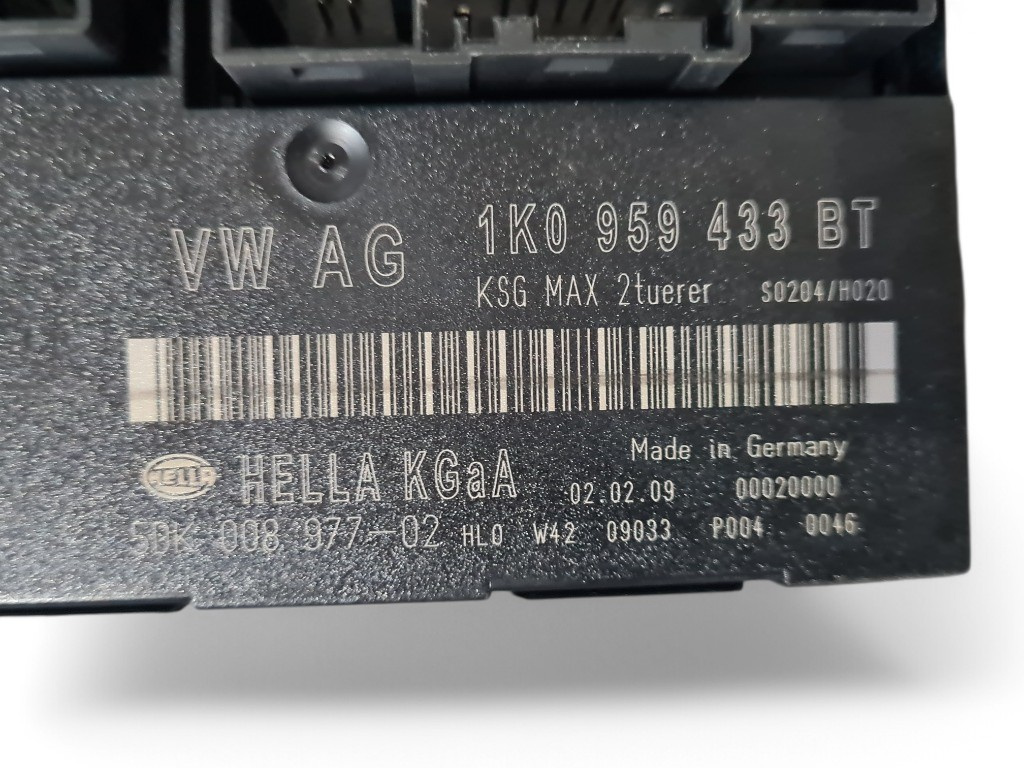 VW AG 1K0 959 433 BT
KSG MAX 2tuerer S0204/H020
Made in Germany
HELLA HELLA KGaA 02.02.09 00020000
5DK 008 977-02 HLO W42 09033 P004 0046